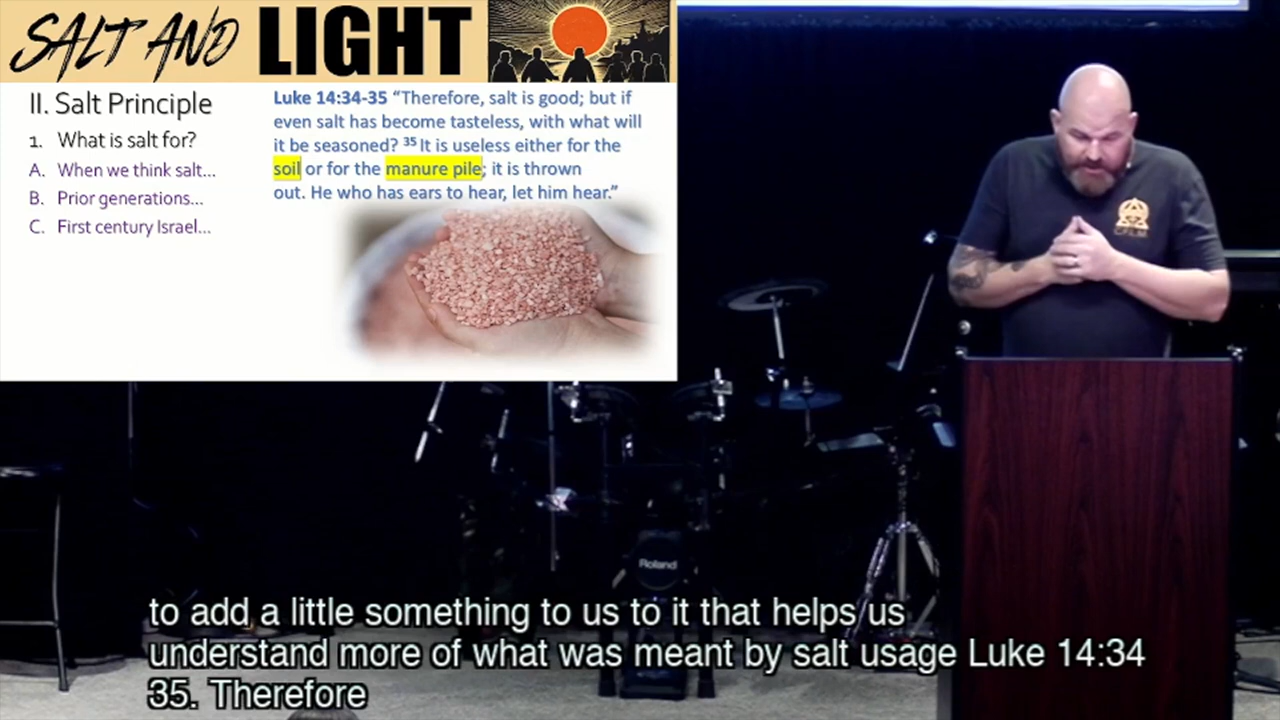 SALT AND LIGHT
II. Salt Principle
1. What is salt for?
A. When we think salt...
B. Prior generations...
C. First century Israel...
Luke 14:34-35 “Therefore, salt is good; but if
even salt has become tasteless, with what will
it be seasoned? 35 It is useless either for the
soil or for the manure pile; it is thrown
out. He who has ears to hear, let him hear.”
Roland
to add a little something to us to it that helps us
understand more of what was meant by salt usage Luke 14:34
35. Therefore